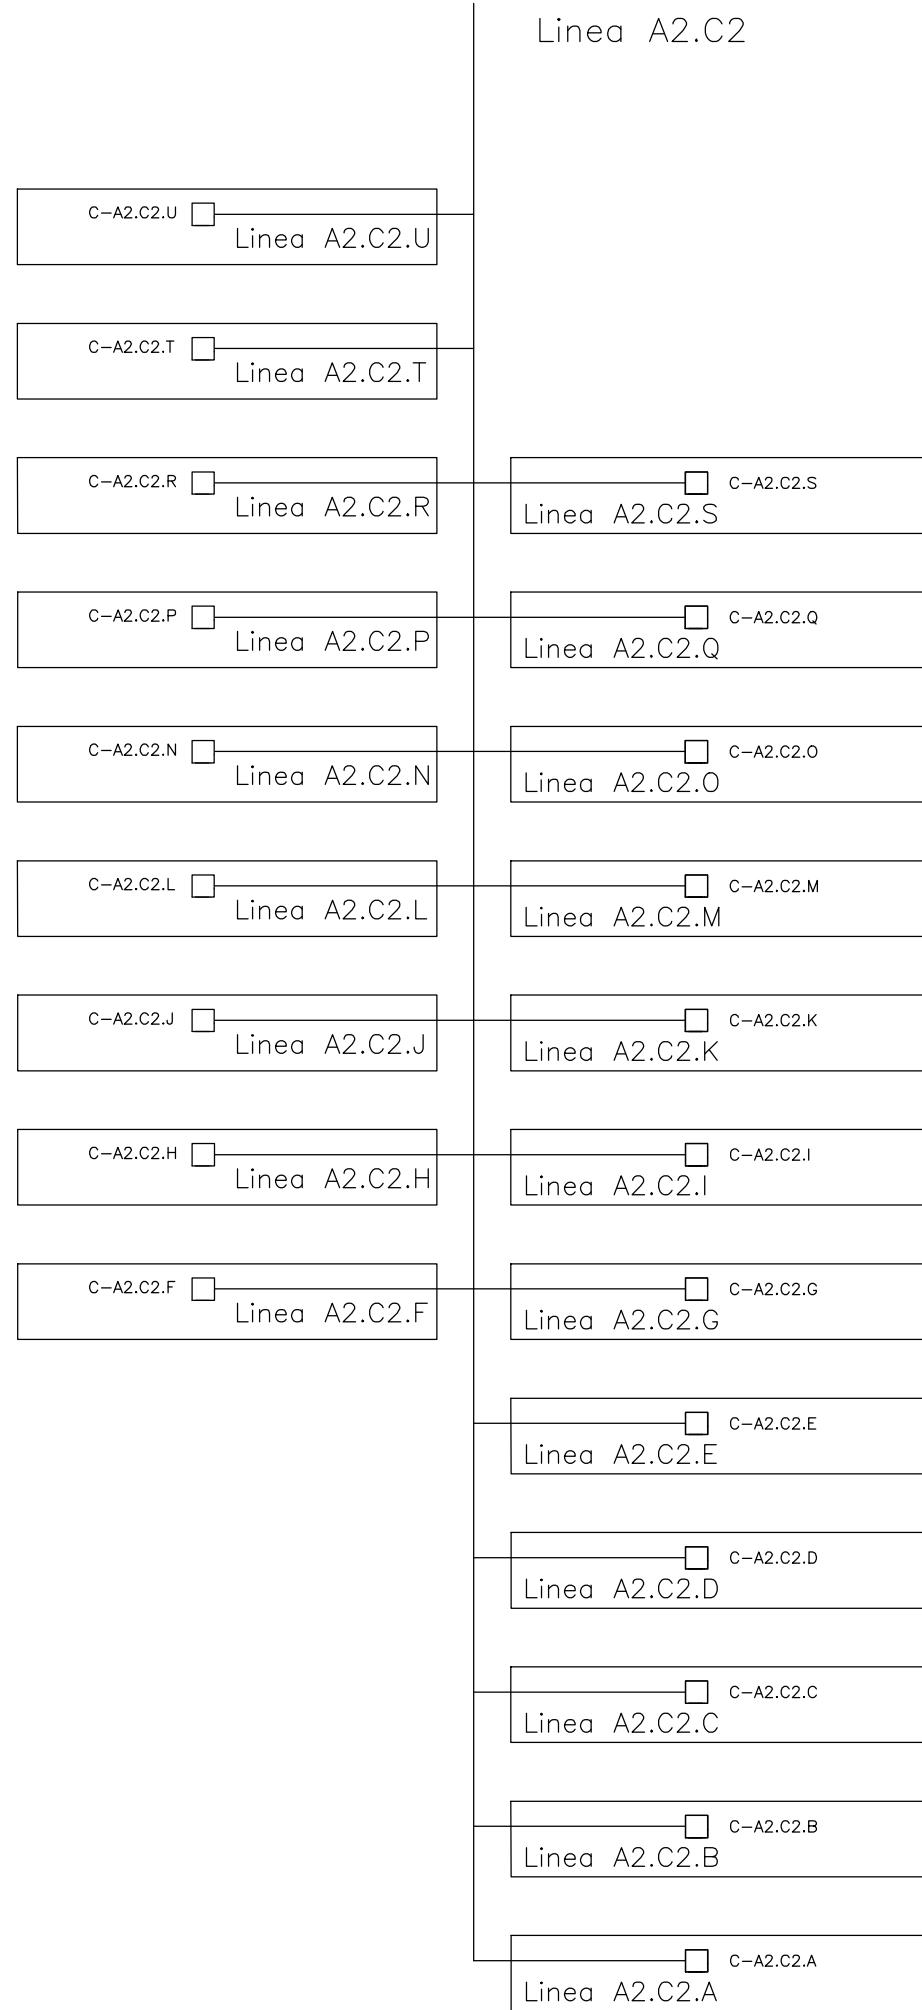 Linea A2.C2
C-A2.C2.U
Linea A2.C2.U
C-A2.C2.T
Linea A2.C2.T
C-A2.C2.R
Linea A2.C2.R
C-A2.C2.S
Linea A2.C2.S
C-A2.C2.P
Linea A2.C2.P
C-A2.C2.Q
Linea A2.C2.Q
C-A2.C2.N
Linea A2.C2.N
C-A2.C2.O
Linea A2.C2.O
C-A2.C2.L
Linea A2.C2.L
C-A2.C2.M
Linea A2.C2.M
C-A2.C2.J
Linea A2.C2.J
C-A2.C2.K
Linea A2.C2.K
C-A2.C2.H
Linea A2.C2.H
C-A2.C2.I
Linea A2.C2.I
C-A2.C2.F
Linea A2.C2.F
C-A2.C2.G
Linea A2.C2.G
C-A2.C2.E
Linea A2.C2.E
C-A2.C2.D
Linea A2.C2.D
C-A2.C2.C
Linea A2.C2.C
C-A2.C2.B
Linea A2.C2.B
C-A2.C2.A
Linea A2.C2.A